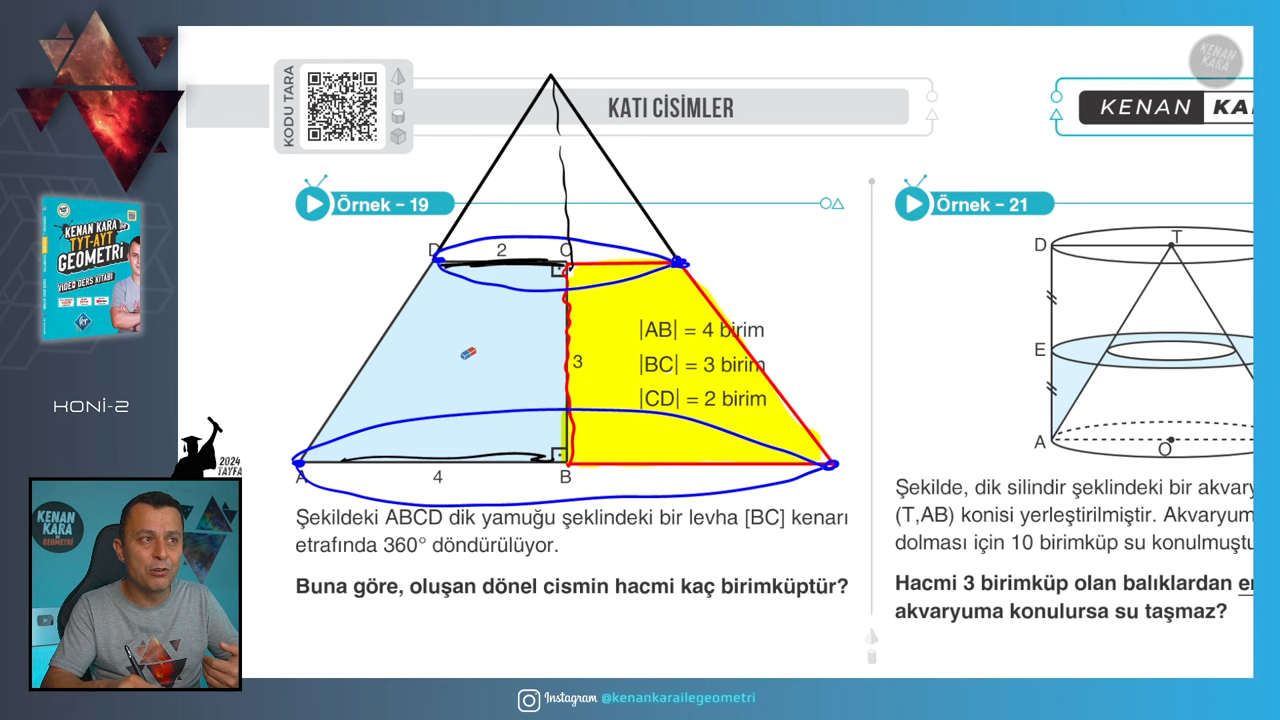 KODU TARA
KATI CİSİMLER
KENAN
KARA
KENAN KA
KENAN KARA
TYT-AYT
GEOMETRİ
VİDEO DERS KİTABI
KONİ-2
2024
TAYFA
KENAN
KARA
GEOMETRİ
Örnek – 19
D 2 C
3
|AB| = 4 birim
|BC| = 3 birim
|CD| = 2 birim
A 4 B
Şekildeki ABCD dik yamuğu şeklindeki bir levha [BC] kenarı
etrafında 360° döndürülüyor.
Buna göre, oluşan dönel cismin hacmi kaç birimküptür?
Örnek – 21
D T
E
A O
Şekilde, dik silindir şeklindeki bir akvary
(T,AB) konisi yerleştirilmiştir. Akvaryum
dolması için 10 birimküp su konulmuştu
Hacmi 3 birimküp olan balıklardan e
akvaryuma konulursa su taşmaz?
Instagram @kenankarailegeometri